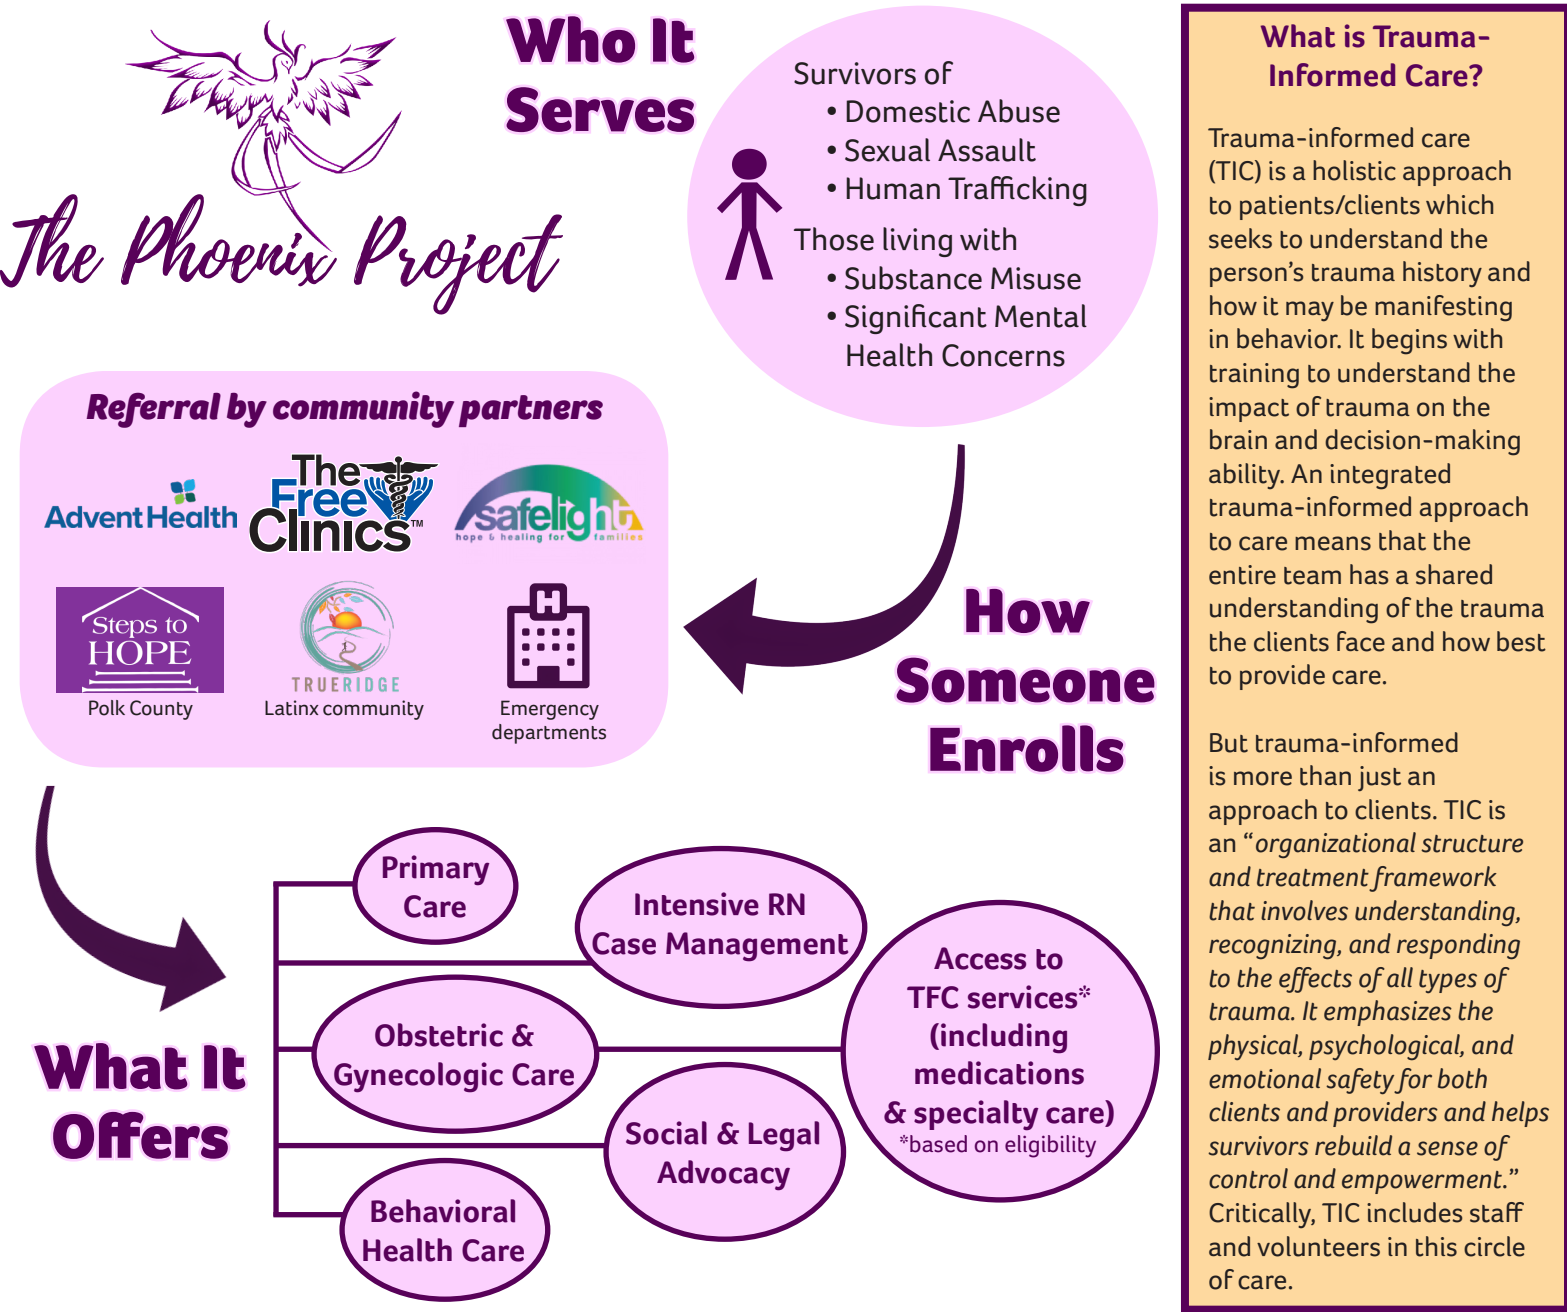 The Phoenix Project
Who It
Serves
Survivors of
• Domestic Abuse
• Sexual Assault
• Human Trafficking
Those living with
• Substance Misuse
• Significant Mental
Health Concerns
Referral by community partners
Advent Health
The
Free
Clinics™
safelight
hope & healing for families
Steps to
HOPE
Polk County
TRUERIDGE
Latinx community
H
Emergency
departments
How
Someone
Enrolls
What It
Offers
Primary
Care
Intensive RN
Case Management
Obstetric &
Gynecologic Care
Access to
TFC services*
(including
medications
& specialty care)
*based on eligibility
Social & Legal
Advocacy
Behavioral
Health Care
What is Trauma-
Informed Care?
Trauma-informed care
(TIC) is a holistic approach
to patients/clients which
seeks to understand the
person’s trauma history and
how it may be manifesting
in behavior. It begins with
training to understand the
impact of trauma on the
brain and decision-making
ability. An integrated
trauma-informed approach
to care means that the
entire team has a shared
understanding of the trauma
the clients face and how best
to provide care.
But trauma-informed
is more than just an
approach to clients. TIC is
an “organizational structure
and treatment framework
that involves understanding,
recognizing, and responding
to the effects of all types of
trauma. It emphasizes the
physical, psychological, and
emotional safety for both
clients and providers and helps
survivors rebuild a sense of
control and empowerment.”
Critically, TIC includes staff
and volunteers in this circle
of care.